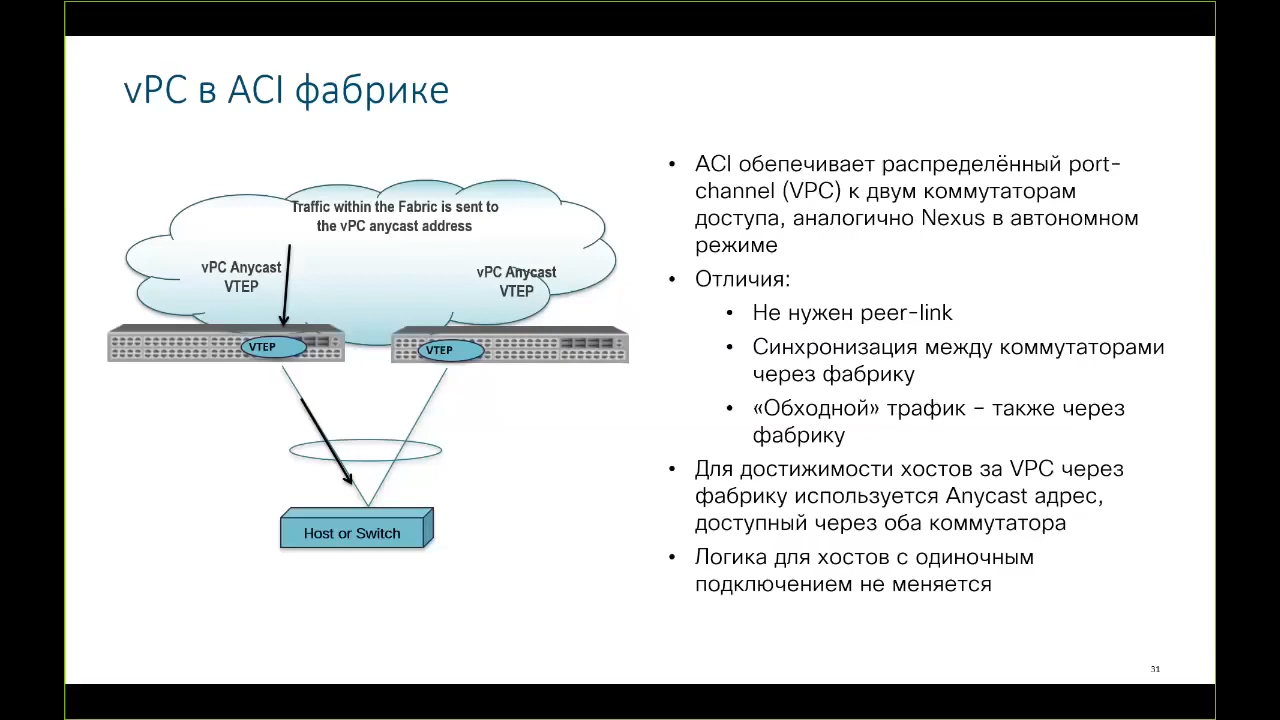 vPC в ACI фабрике
Traffic within the Fabric is sent to
the vPC anycast address
vPC Anycast
VTEP
vPC Anycast
VTEP
VTEP
VTEP
Host or Switch
• ACI обепечивает распределённый port-
channel (VPC) к двум коммутаторам
доступа, аналогично Nexus в автономном
режиме
• Отличия:
• Не нужен peer-link
• Синхронизация между коммутаторами
через фабрику
• «Обходной» трафик – также через
фабрику
• Для достижимости хостов за VPC через
фабрику используется Anycast адрес,
доступный через оба коммутатора
• Логика для хостов с одиночным
подключением не меняется
31